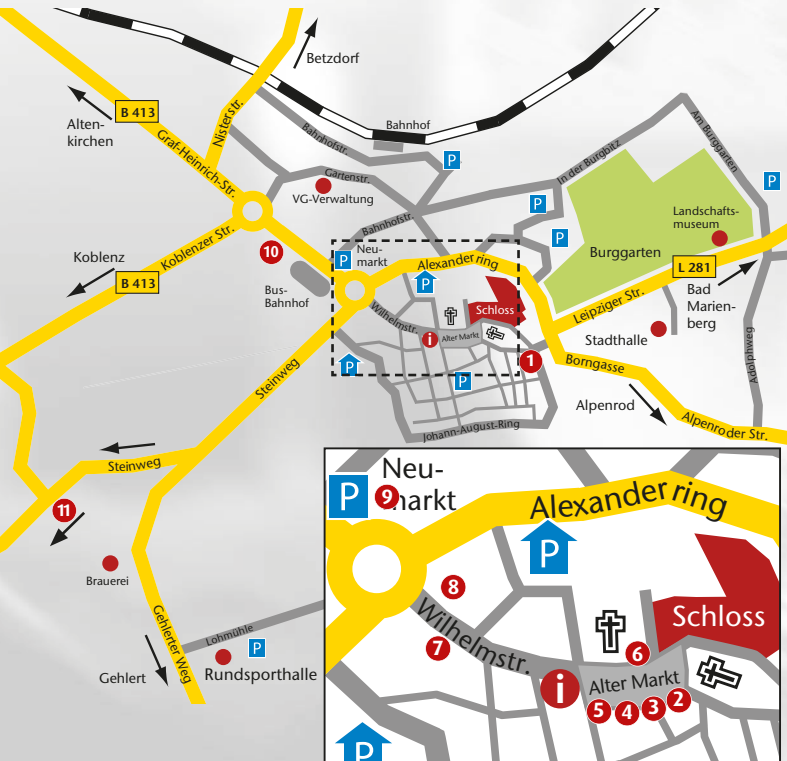 Betzdorf
B 413
Alten-
kirchen
Nisterstr.
Graf-Heinrich-Str.
Bahnhof
Bahnhofstr.
P
Gartenstr.
VG-Verwaltung
In der Burgbitz
Am Burggarten
P
P
Landschafts-
museum
Koblenzer Str.
Bahnhofstr.
P
Koblenz
B 413
10
Bus-
Bahnhof
P
Neu-
markt
Alexanderring
P
Burggarten
L 281
Bad
Marien-
berg
Leipziger Str.
Schloss
Wilhelmstr.
i
Alter Markt
Stadthalle
1
P
P
Borngasse
Adolphweg
Steinweg
Alpenrod
Alpenroder Str.
Johann-August-Ring
Steinweg
11
Brauerei
Gehlerter Weg
Lohmühle
P
Gehlert
Rundsporthalle
Neu-
markt
P
9
Alexanderring
P
8
Wilhelmstr.
7
Schloss
6
i
Alter Markt
5
4
3
2
P